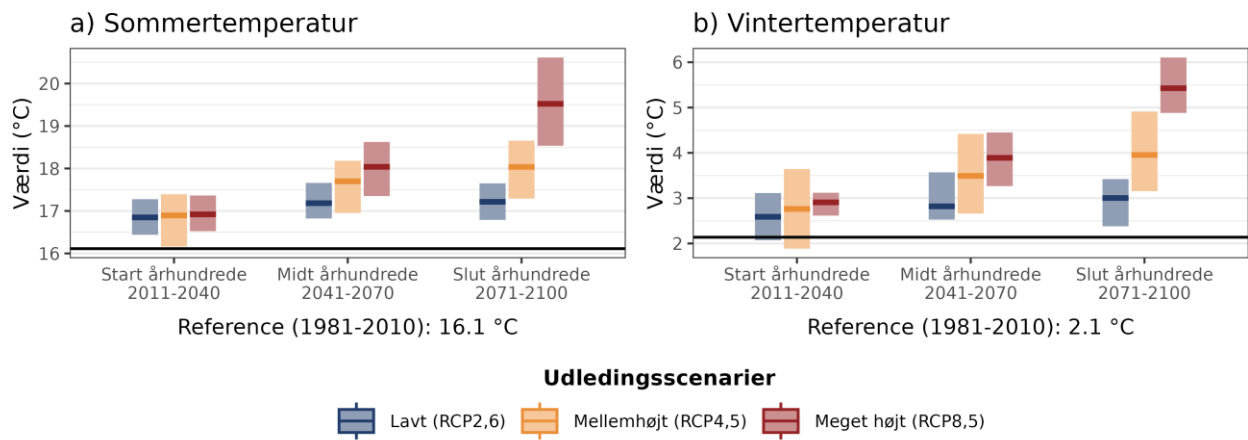 a) Sommertemperatur
Værdi (°C)
20
19
18
17
16
Start århundrede
2011-2040
Midt århundrede
2041-2070
Slut århundrede
2071-2100
Reference (1981-2010): 16.1 °C
b) Vintertemperatur
Værdi (°C)
6
5
4
3
2
Start århundrede
2011-2040
Midt århundrede
2041-2070
Slut århundrede
2071-2100
Reference (1981-2010): 2.1 °C
Udledingsscenarier
Lavt (RCP2,6)
Mellemhøjt (RCP4,5)
Meget højt (RCP8,5)